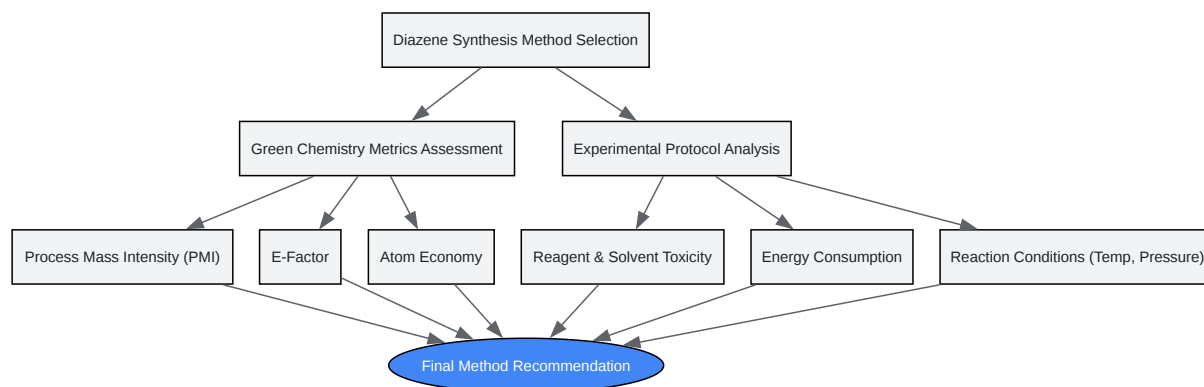 Diazene Synthesis Method Selection
Green Chemistry Metrics Assessment
Experimental Protocol Analysis
Process Mass Intensity (PMI)
E-Factor
Atom Economy
Reagent & Solvent Toxicity
Energy Consumption
Reaction Conditions (Temp, Pressure)
Final Method Recommendation